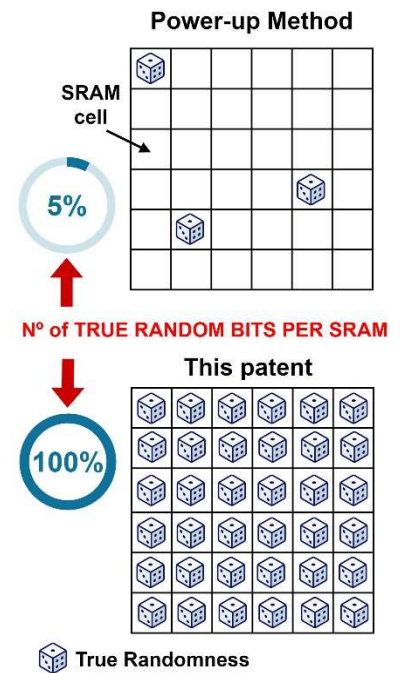 Power-up Method
SRAM
cell
5%
Nº of TRUE RANDOM BITS PER SRAM
This patent
100%
True Randomness